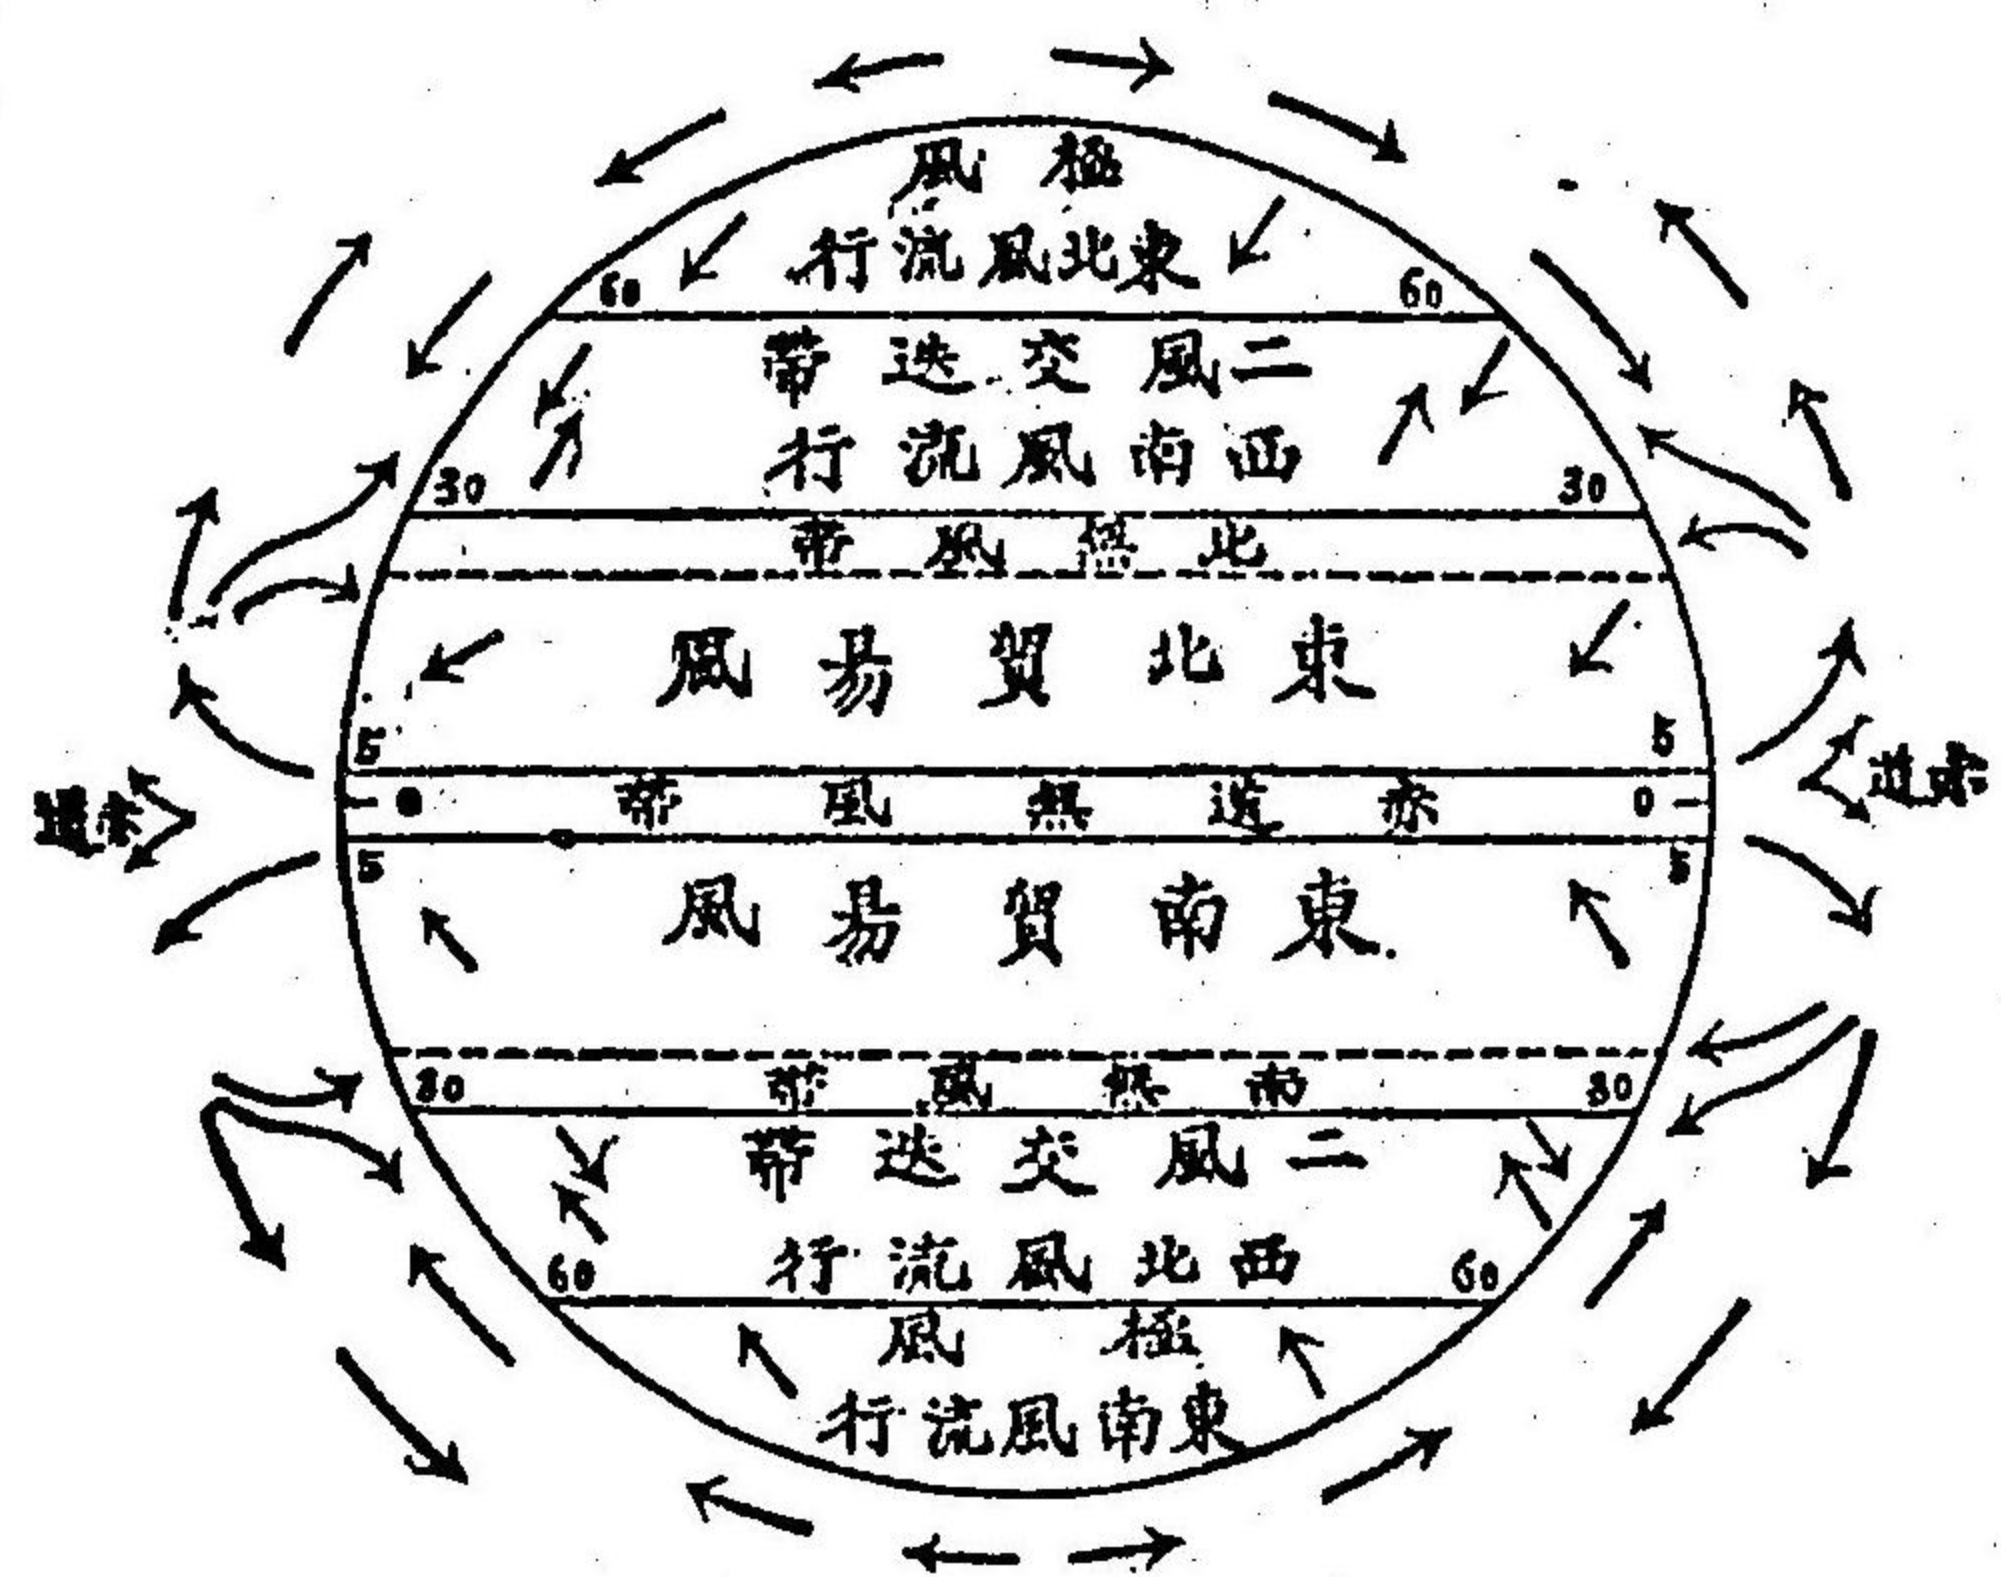 極風
東北風流行
60 60
二風交迭帶
西南風流行
30 30
北無風帶
東北貿易風
5 5
赤道 0 赤道無風帶 0 赤道
5 5
東南貿易風
30 南無風帶 30
二風交迭帶
西北風流行
60 60
極風
東南風流行